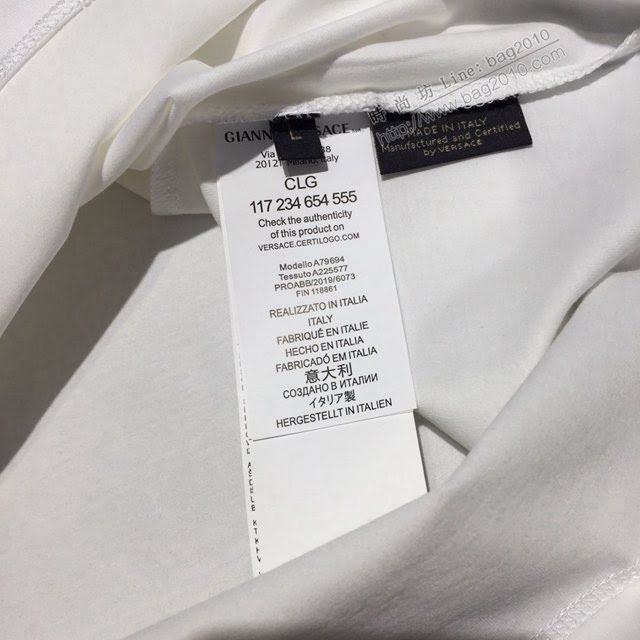 時尚坊 Line: bag2010
http://www.bag2010.com
L
MADE IN ITALY
Manufactured and Certified
by VERSACE
Via
20121 Milano, Italy
CLG
117 234 654 555
Check the authenticity
of this product on
VERSACE.CERTILOGO.COM
Modello A79694
Tessuto A225577
PROABB/2019/6073
FIN 118861
REALIZZATO IN ITALIA
ITALY
FABRIQUÉ EN ITALIE
HECHO EN ITALIA
FABRICADO EM ITALIA
意大利
СОЗДАНО В ИТАЛИИ
イタリア製
HERGESTELLT IN ITALIEN